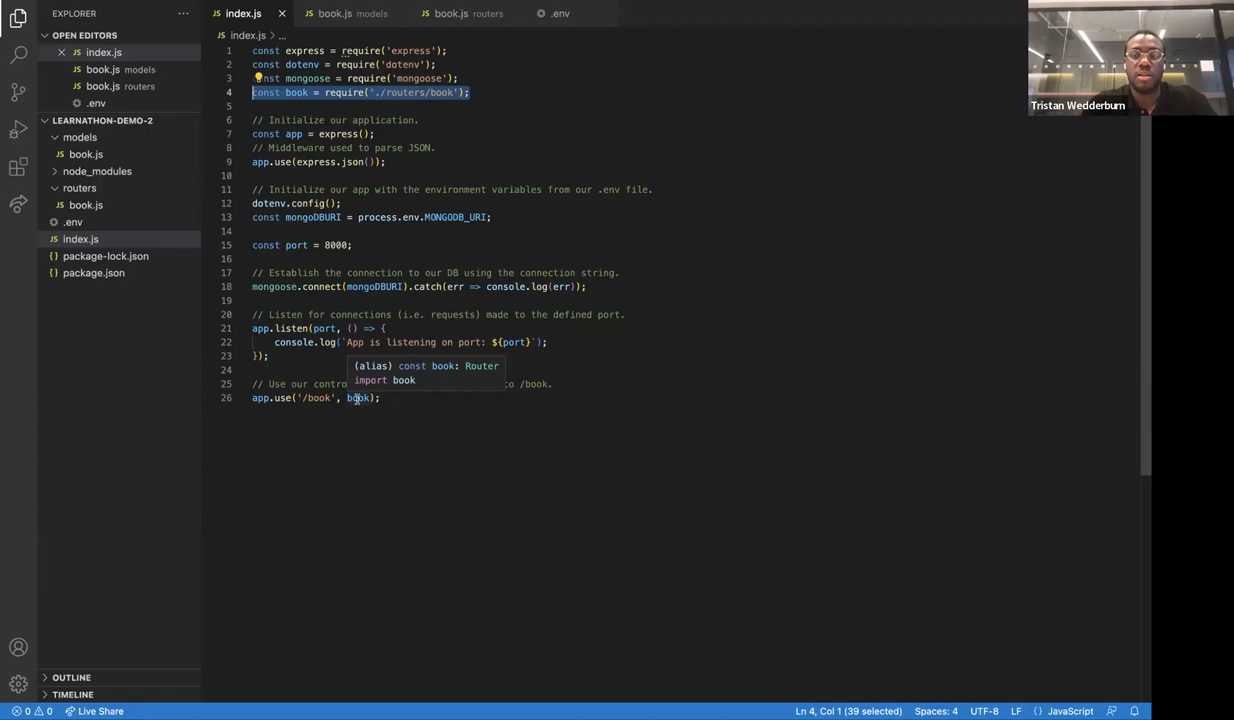 EXPLORER
OPEN EDITORS
index.js
book.js models
book.js routers
.env
LEARNATHON-DEMO-2
models
book.js
node_modules
routers
book.js
.env
index.js
package-lock.json
package.json
OUTLINE
TIMELINE
index.js
book.js models
book.js routers
.env
index.js > ...
1 const express = require('express');
2 const dotenv = require('dotenv');
3 const mongoose = require('mongoose');
4 const book = require('./routers/book');
5
6 // Initialize our application.
7 const app = express();
8 // Middleware used to parse JSON.
9 app.use(express.json());
10
11 // Initialize our app with the environment variables from our .env file.
12 dotenv.config();
13 const mongoDBURI = process.env.MONGODB_URI;
14
15 const port = 8000;
16
17 // Establish the connection to our DB using the connection string.
18 mongoose.connect(mongoDBURI).catch(err => console.log(err));
19
20 // Listen for connections (i.e. requests) made to the defined port.
21 app.listen(port, () => {
22 console.log(`App is listening on port: ${port}`);
23 });
24
(alias) const book: Router
import book
25 // Use our contr to /book.
26 app.use('/book', book);
Tristan Wedderburn
0 0 Live Share
Ln 4, Col 1 (39 selected) Spaces: 4 UTF-8 LF {} JavaScript